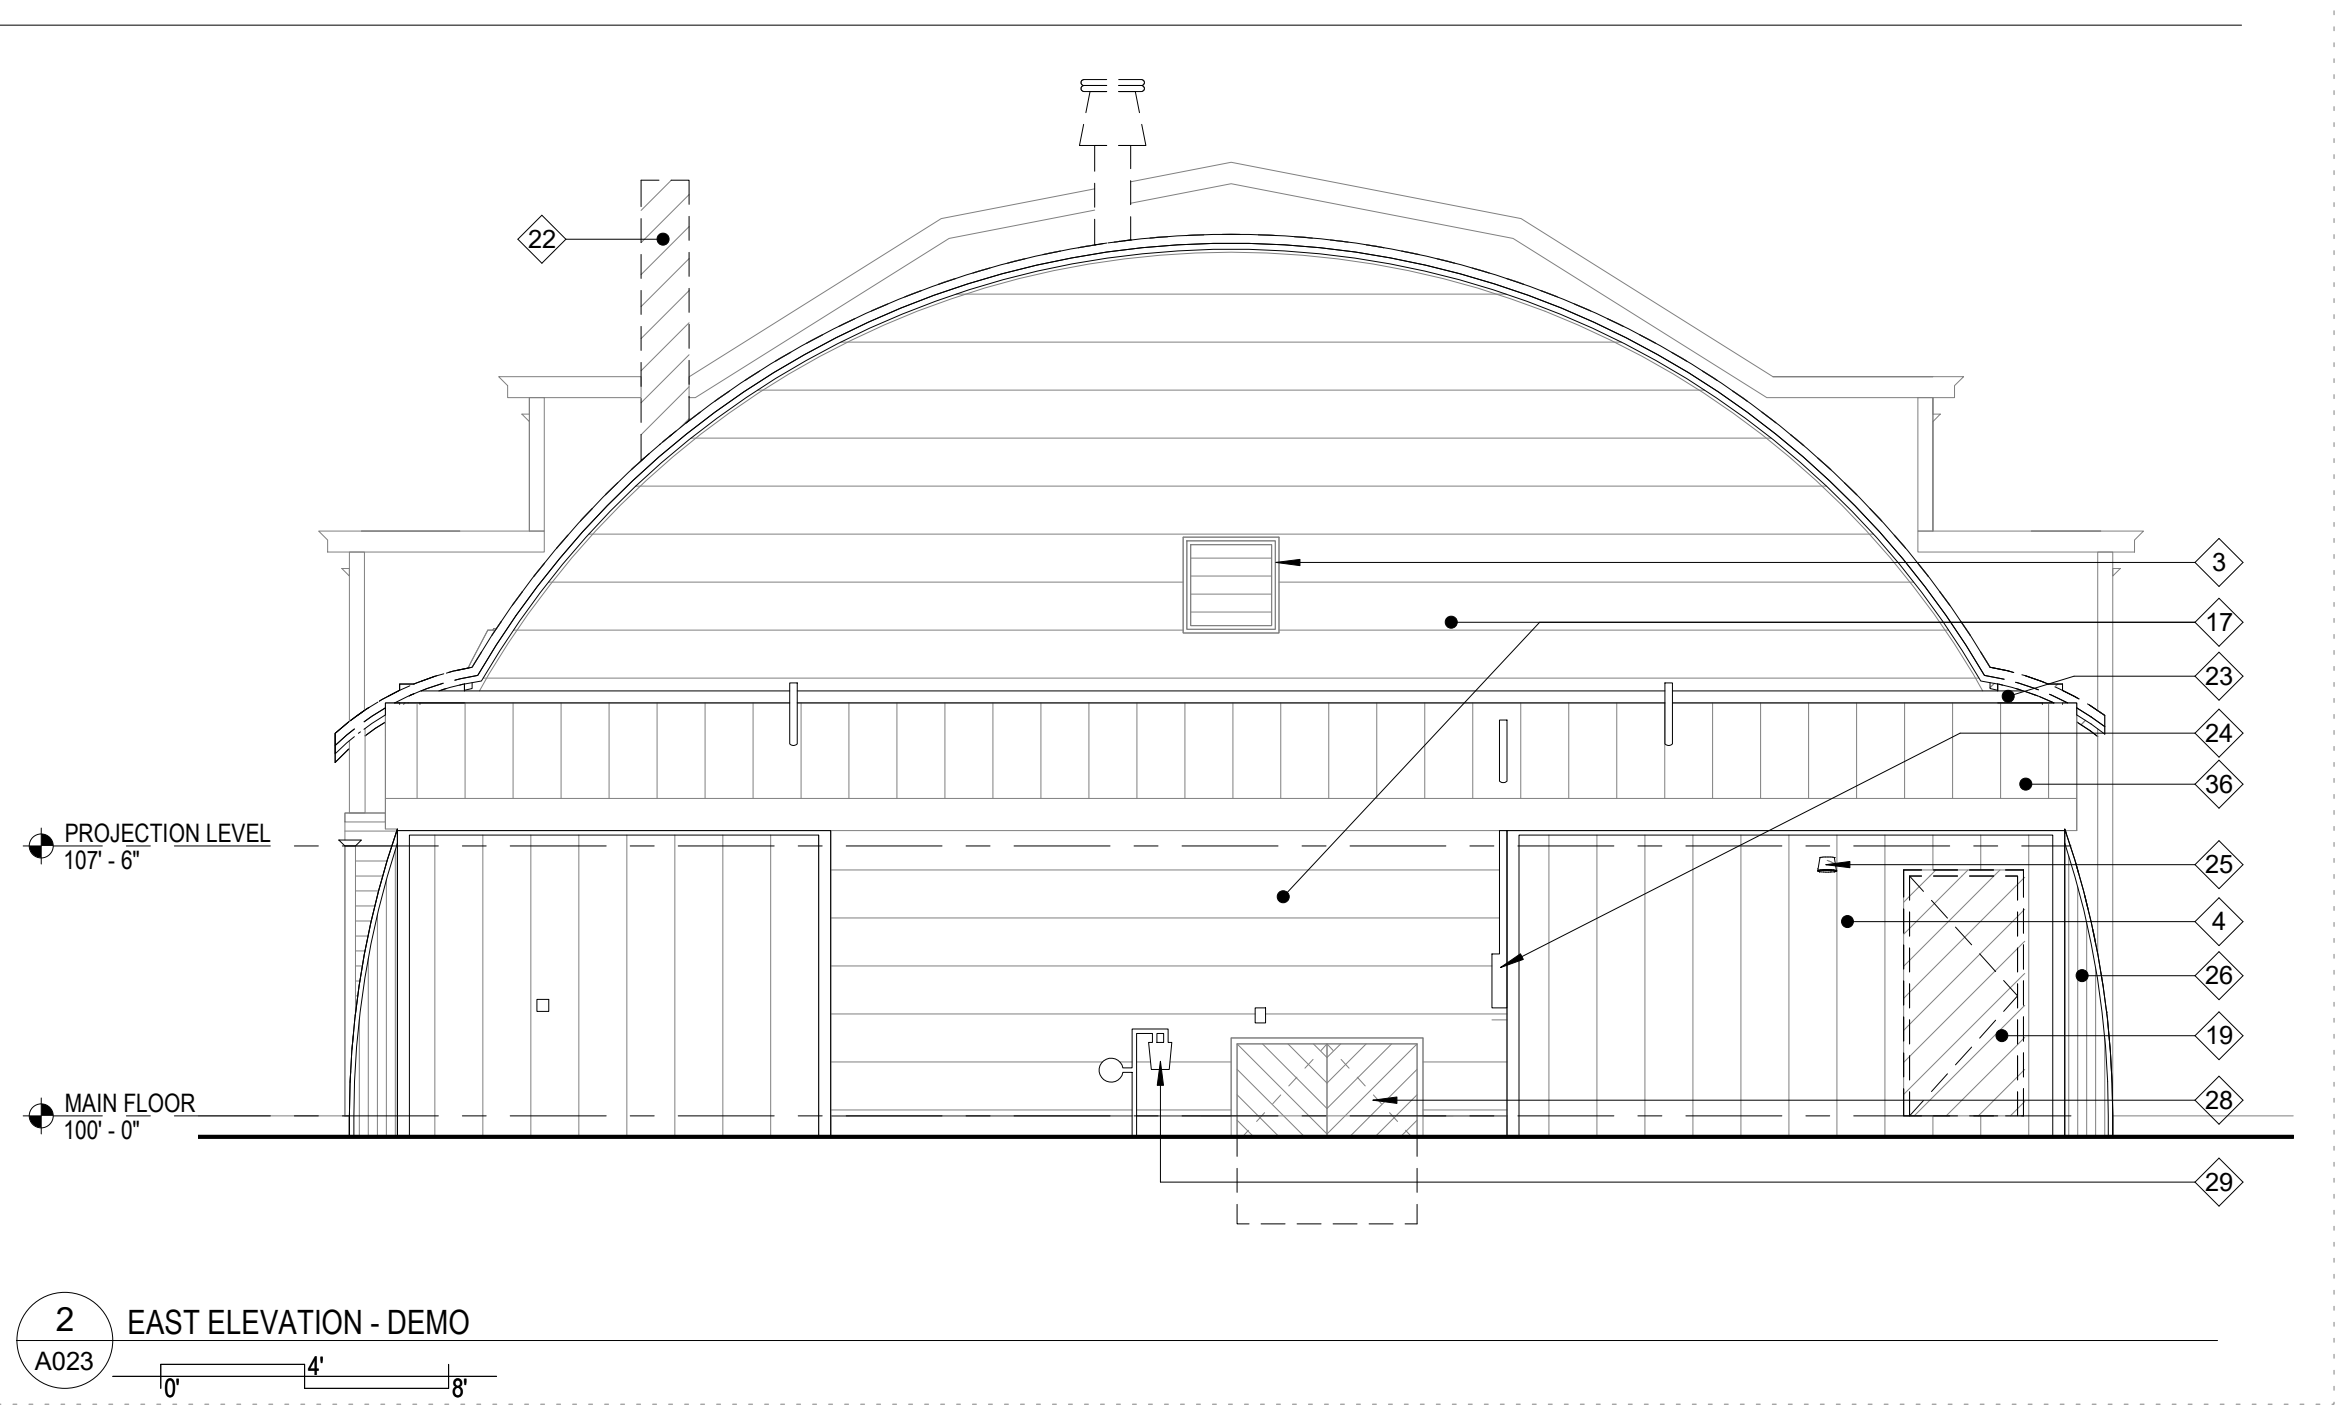 22
3
17
23
24
36
PROJECTION LEVEL
107' - 6"
25
4
26
19
MAIN FLOOR
100' - 0"
28
29
2
EAST ELEVATION - DEMO
A023
4'
0'
8'